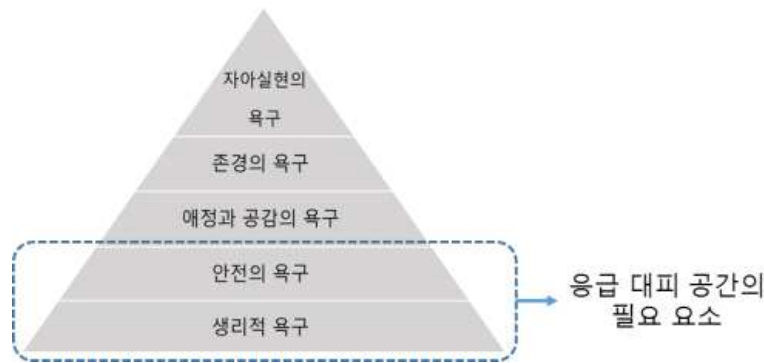 자아실현의
욕구
존경의 욕구
애정과 공감의 욕구
안전의 욕구
생리적 욕구
응급 대피 공간의
필요 요소